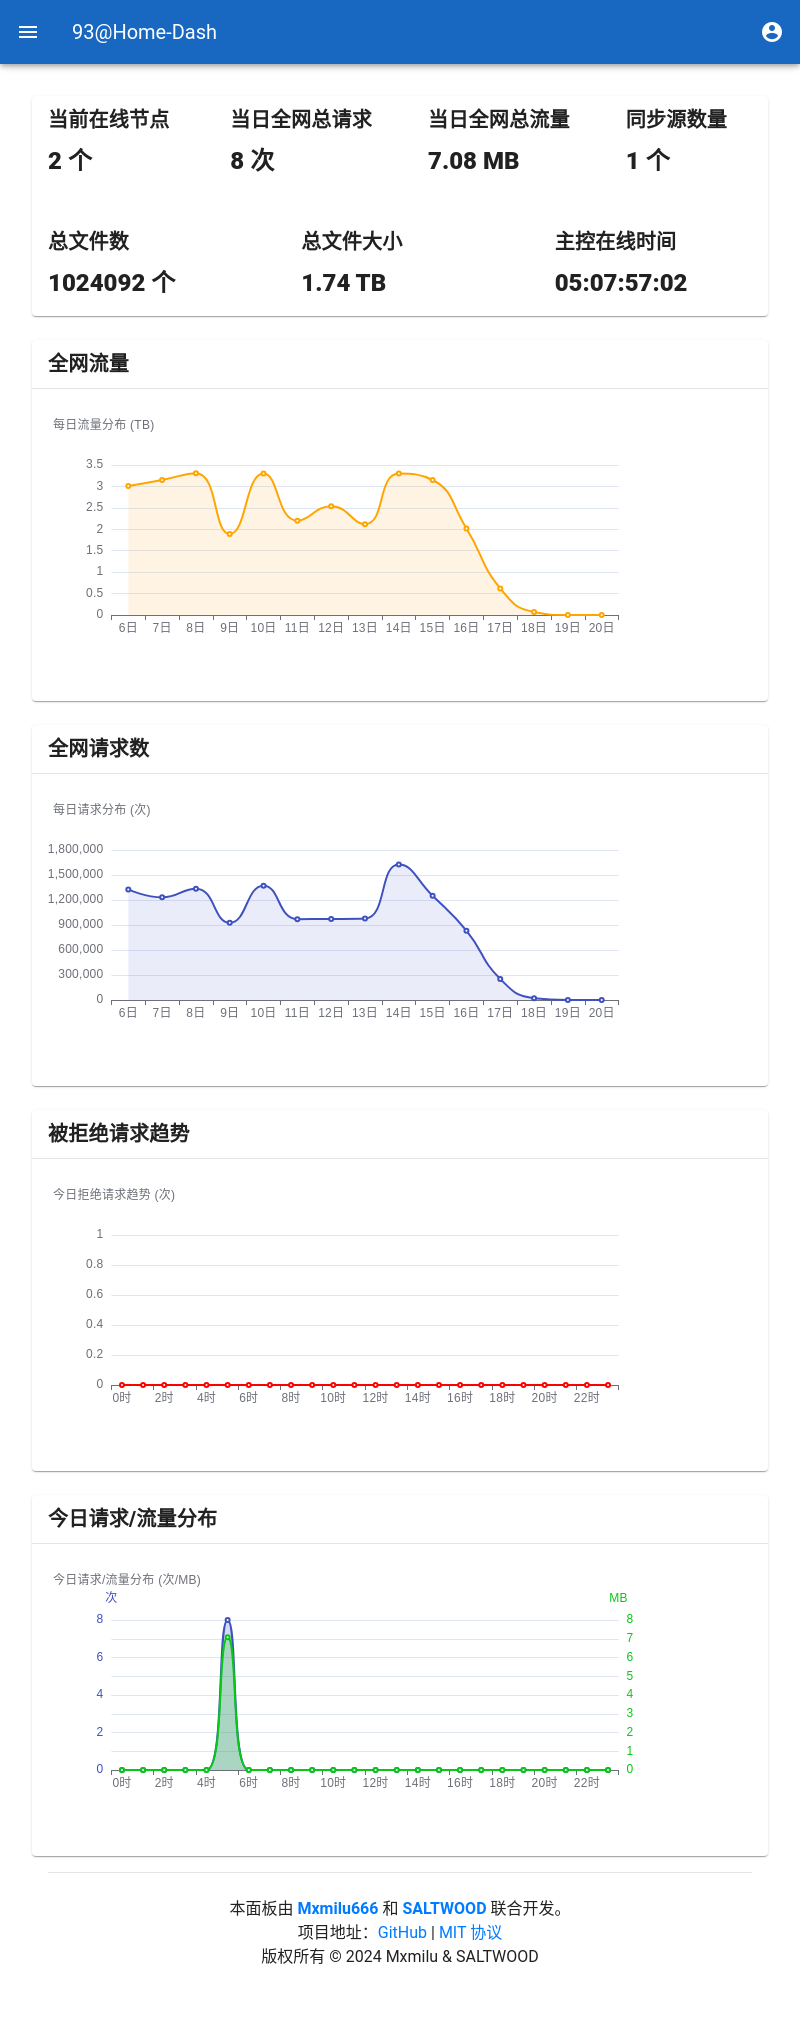 93@Home-Dash
当前在线节点 当日全网总请求 当日全网总流量 同步源数量
2 个 8 次 7.08 MB 1 个
总文件数 总文件大小 主控在线时间
1024092 个 1.74 TB 05:07:57:02
全网流量
每日流量分布 (TB)
3.5
3
2.5
2
1.5
1
0.5
0
6日 7日 8日 9日 10日 11日 12日 13日 14日 15日 16日 17日 18日 19日 20日
全网请求数
每日请求分布 (次)
1,800,000
1,500,000
1,200,000
900,000
600,000
300,000
0
6日 7日 8日 9日 10日 11日 12日 13日 14日 15日 16日 17日 18日 19日 20日
被拒绝请求趋势
今日拒绝请求趋势 (次)
1
0.8
0.6
0.4
0.2
0
0时 2时 4时 6时 8时 10时 12时 14时 16时 18时 20时 22时
今日请求/流量分布
今日请求/流量分布 (次/MB)
次 MB
8 8
7
6 6
5
4 4
3
2 2
1
0 0
0时 2时 4时 6时 8时 10时 12时 14时 16时 18时 20时 22时
本面板由 Mxmilu666 和 SALTWOOD 联合开发。
项目地址：GitHub | MIT 协议
版权所有 © 2024 Mxmilu & SALTWOOD